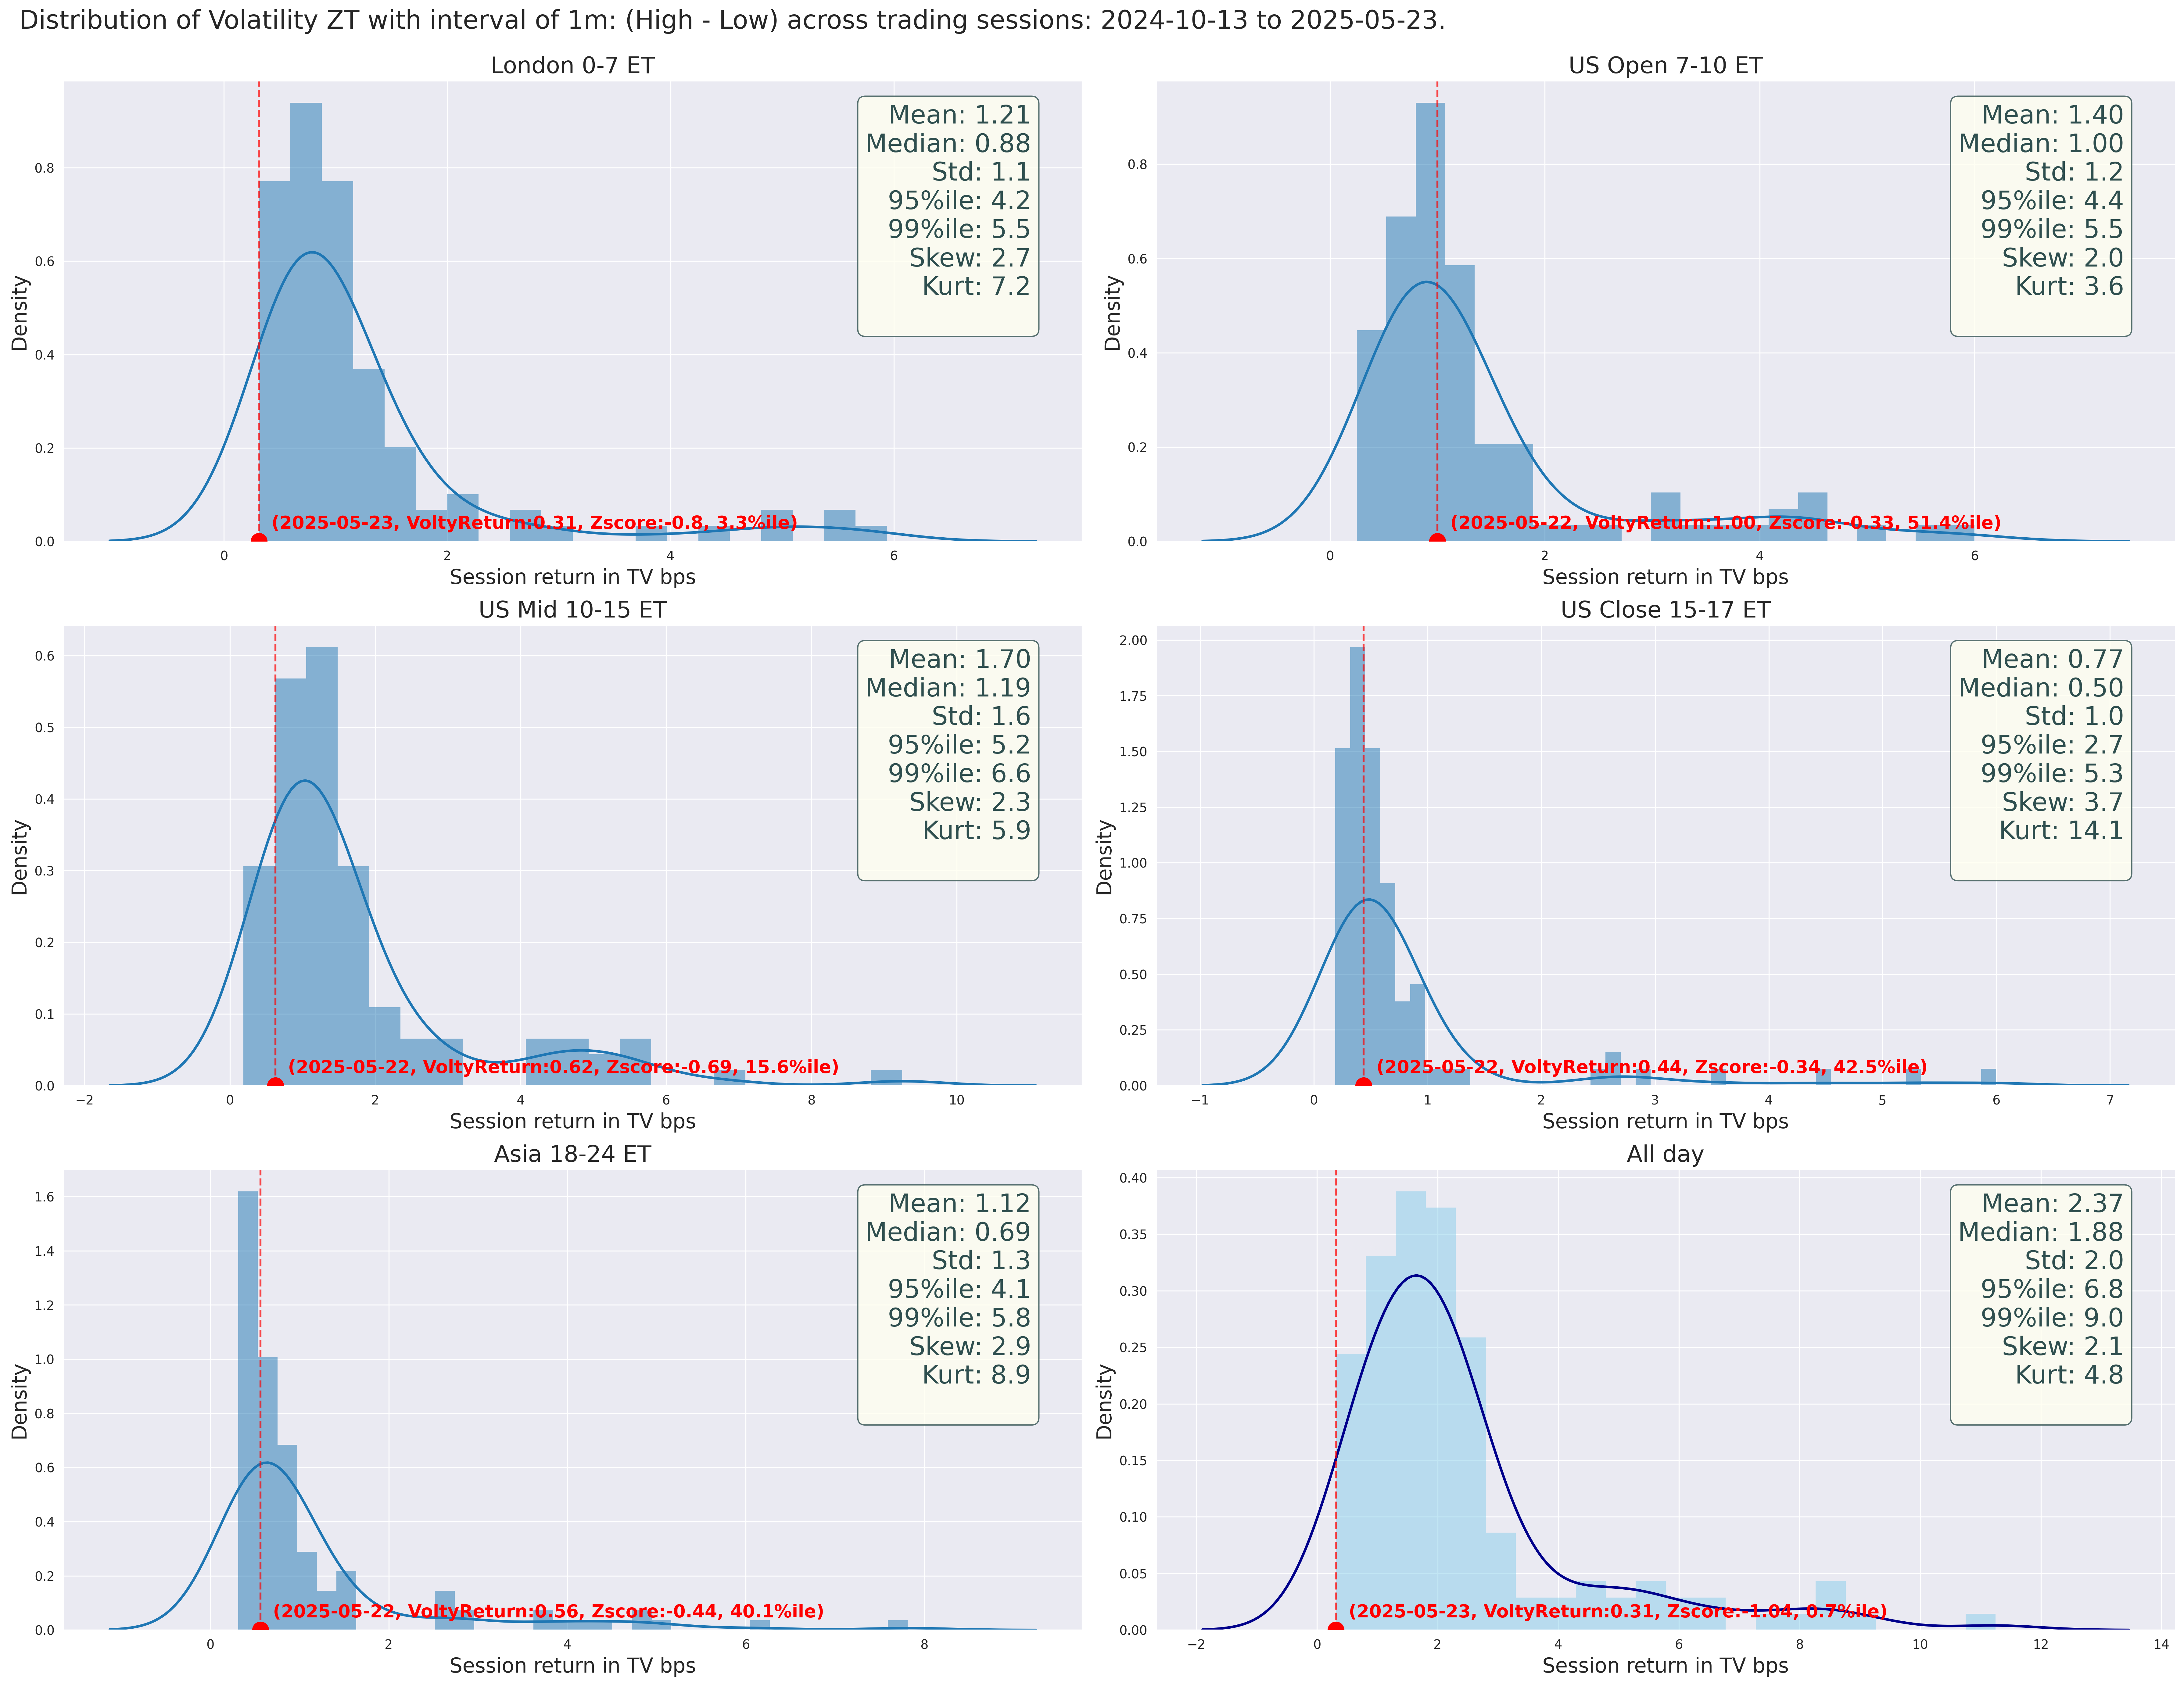 Distribution of Volatility ZT with interval of 1m: (High - Low) across trading sessions: 2024-10-13 to 2025-05-23.
London 0-7 ET
Mean: 1.21
Median: 0.88
Std: 1.1
95%ile: 4.2
99%ile: 5.5
Skew: 2.7
Kurt: 7.2
Density
0.8
0.6
0.4
0.2
0.0
(2025-05-23, VoltyReturn:0.31, Zscore:-0.8, 3.3%ile)
0 2 4 6
Session return in TV bps
US Open 7-10 ET
Mean: 1.40
Median: 1.00
Std: 1.2
95%ile: 4.4
99%ile: 5.5
Skew: 2.0
Kurt: 3.6
Density
0.8
0.6
0.4
0.2
0.0
(2025-05-22, VoltyReturn:1.00, Zscore:-0.33, 51.4%ile)
0 2 4 6
Session return in TV bps
US Mid 10-15 ET
Mean: 1.70
Median: 1.19
Std: 1.6
95%ile: 5.2
99%ile: 6.6
Skew: 2.3
Kurt: 5.9
Density
0.6
0.5
0.4
0.3
0.2
0.1
0.0
(2025-05-22, VoltyReturn:0.62, Zscore:-0.69, 15.6%ile)
−2 0 2 4 6 8 10
Session return in TV bps
US Close 15-17 ET
Mean: 0.77
Median: 0.50
Std: 1.0
95%ile: 2.7
99%ile: 5.3
Skew: 3.7
Kurt: 14.1
Density
2.00
1.75
1.50
1.25
1.00
0.75
0.50
0.25
0.00
(2025-05-22, VoltyReturn:0.44, Zscore:-0.34, 42.5%ile)
−1 0 1 2 3 4 5 6 7
Session return in TV bps
Asia 18-24 ET
Mean: 1.12
Median: 0.69
Std: 1.3
95%ile: 4.1
99%ile: 5.8
Skew: 2.9
Kurt: 8.9
Density
1.6
1.4
1.2
1.0
0.8
0.6
0.4
0.2
0.0
(2025-05-22, VoltyReturn:0.56, Zscore:-0.44, 40.1%ile)
0 2 4 6 8
Session return in TV bps
All day
Mean: 2.37
Median: 1.88
Std: 2.0
95%ile: 6.8
99%ile: 9.0
Skew: 2.1
Kurt: 4.8
Density
0.40
0.35
0.30
0.25
0.20
0.15
0.10
0.05
0.00
(2025-05-23, VoltyReturn:0.31, Zscore:-1.04, 0.7%ile)
−2 0 2 4 6 8 10 12 14
Session return in TV bps